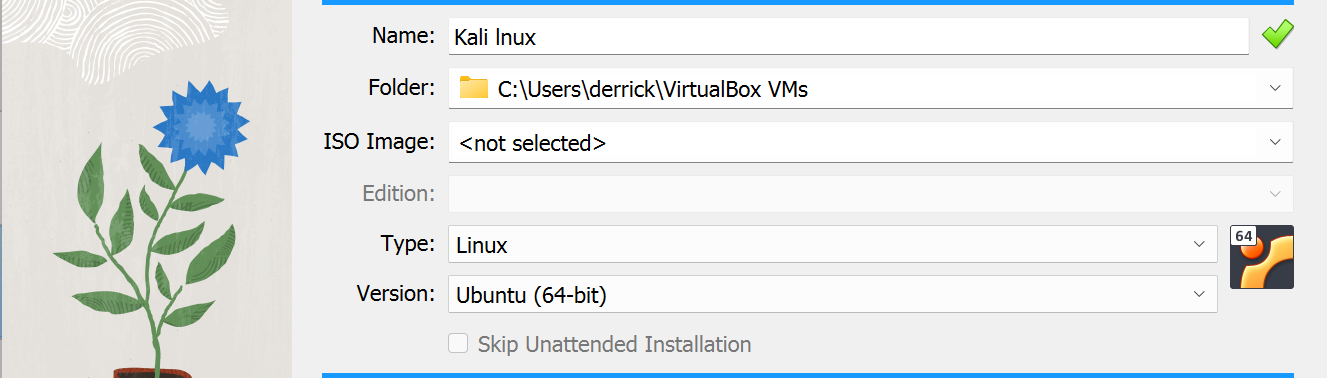 Name: Kali lnux
Folder: C:\Users\derrick\VirtualBox VMs
ISO Image: <not selected>
Edition:
Type: Linux
64
Version: Ubuntu (64-bit)
Skip Unattended Installation